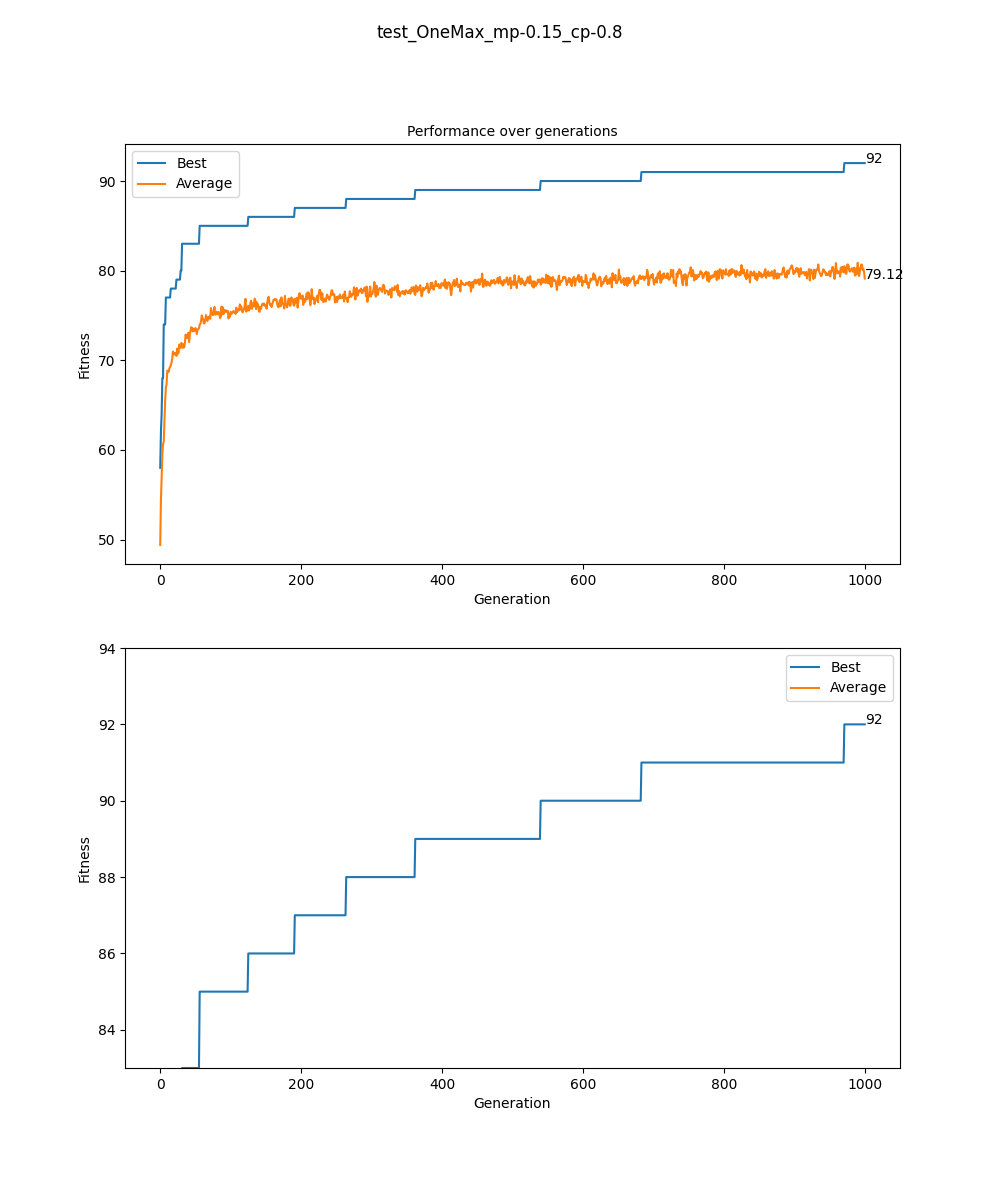 test_OneMax_mp-0.15_cp-0.8
Performance over generations
Best
Average
92
79.12
90
80
70
60
50
Fitness
0 200 400 600 800 1000
Generation
Best
Average
92
94
92
90
88
86
84
Fitness
0 200 400 600 800 1000
Generation